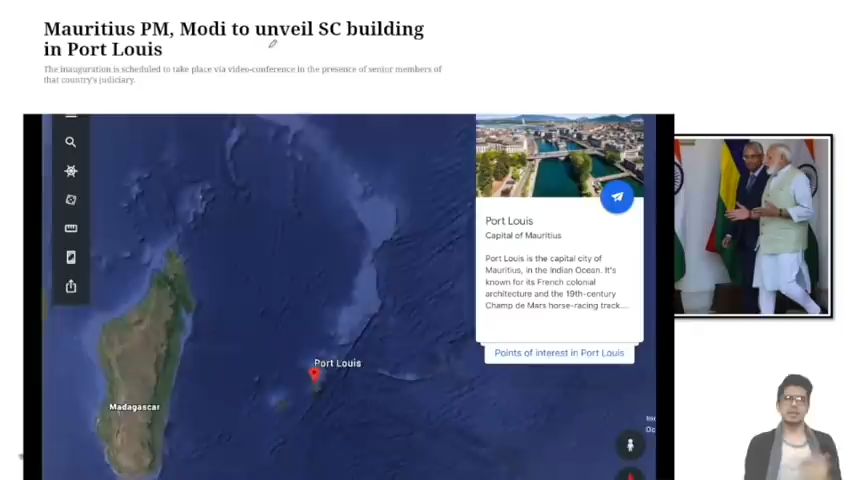 Mauritius PM, Modi to unveil SC building
in Port Louis
The inauguration is scheduled to take place via video-conference in the presence of senior members of
that country's judiciary.
Port Louis
Capital of Mauritius
Port Louis is the capital city of
Mauritius, in the Indian Ocean. It's
known for its French colonial
architecture and the 19th-century
Champ de Mars horse-racing track....
Points of interest in Port Louis
Port Louis
Madagascar